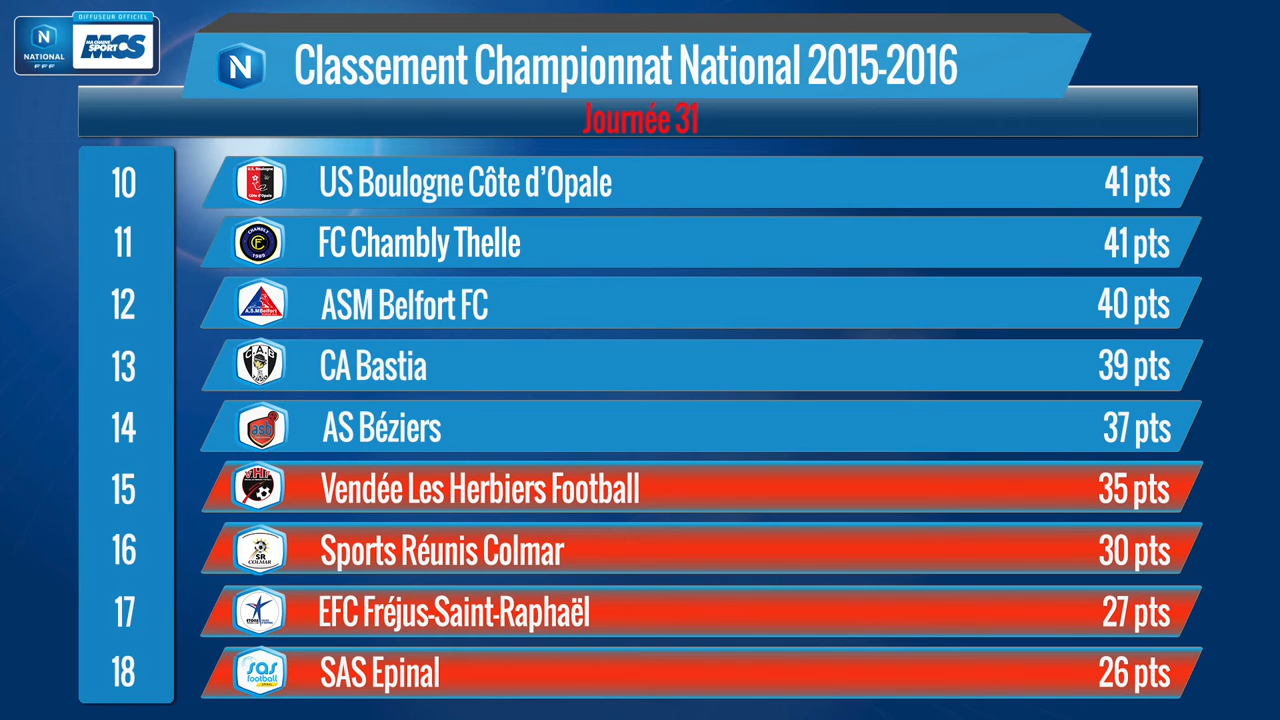 DIFFUSEUR OFFICIEL
N
NATIONAL
FFF
MA CHAINE SPORT
MCS
N Classement Championnat National 2015-2016
Journée 31
10 US Boulogne Côte d'Opale 41 pts
11 FC Chambly Thelle 41 pts
12 ASM Belfort FC 40 pts
13 CA Bastia 39 pts
14 AS Béziers 37 pts
15 Vendée Les Herbiers Football 35 pts
16 Sports Réunis Colmar 30 pts
17 EFC Fréjus-Saint-Raphaël 27 pts
18 SAS Epinal 26 pts